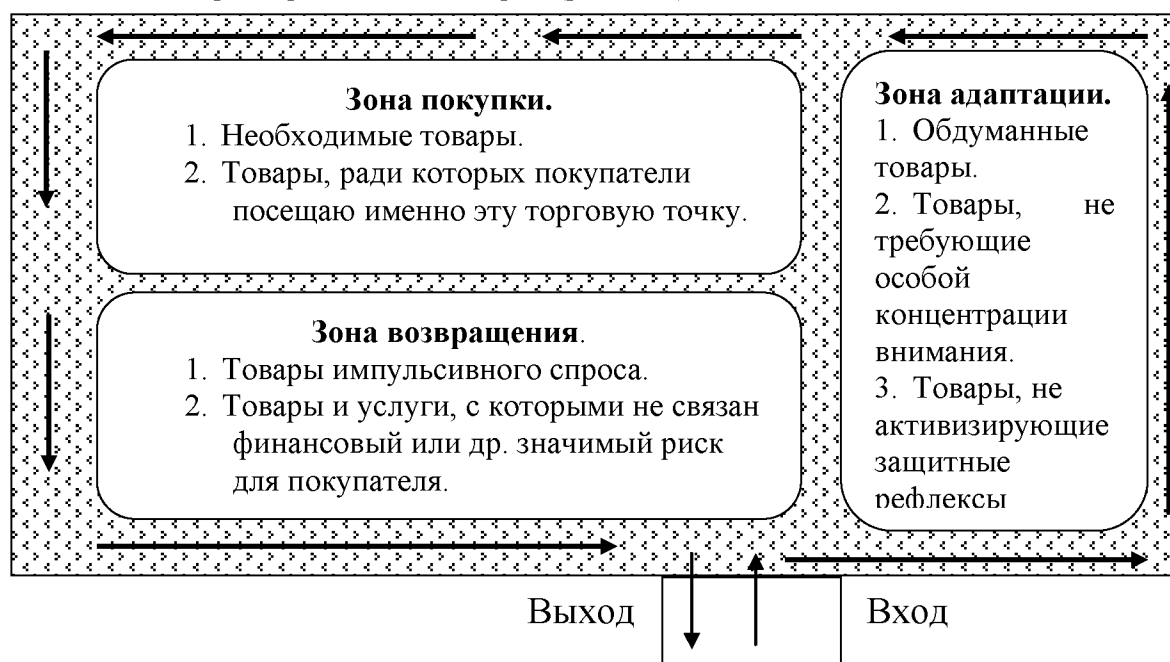 Зона покупки.
1. Необходимые товары.
2. Товары, ради которых покупатели
посещаю именно эту торговую точку.
Зона возвращения.
1. Товары импульсивного спроса.
2. Товары и услуги, с которыми не связан
финансовый или др. значимый риск
для покупателя.
Зона адаптации.
1. Обдуманные
товары.
2. Товары, не
требующие
особой
концентрации
внимания.
3. Товары, не
активизирующие
защитные
рефлексы
Выход
Вход